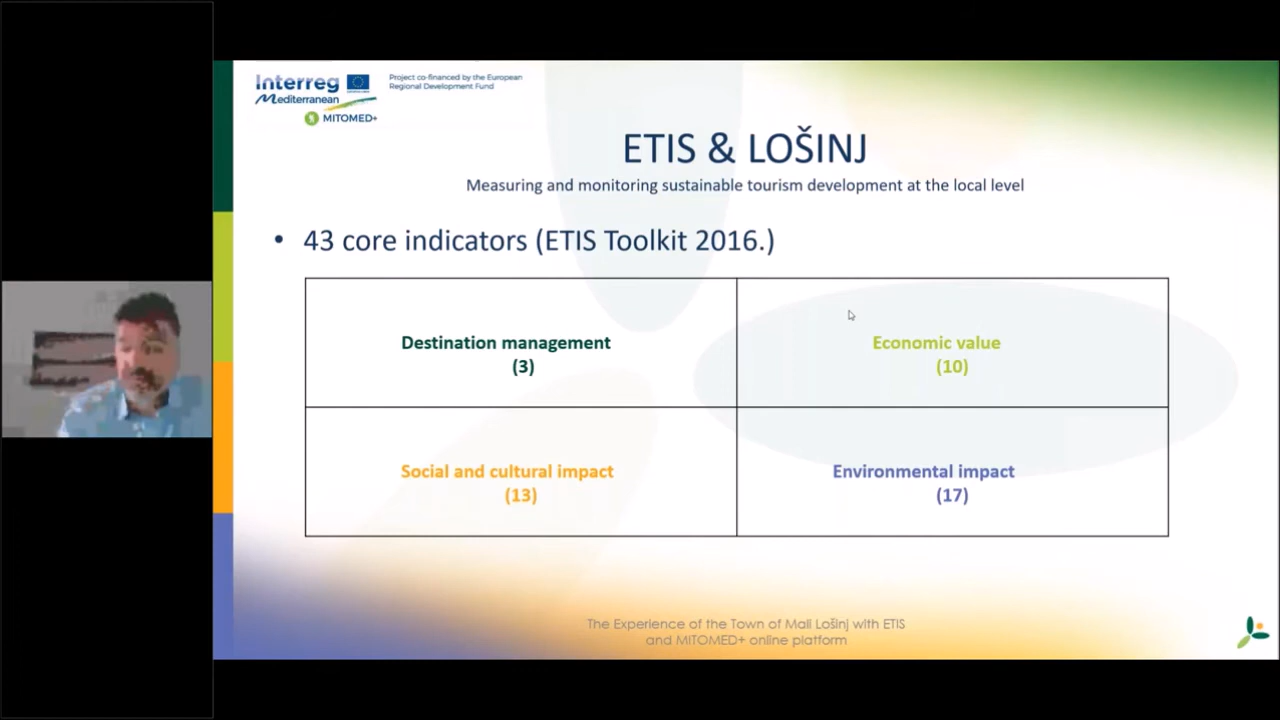 Interreg
Mediterranean
MITOMED+
Project co-financed by the European
Regional Development Fund
ETIS & LOŠINJ
Measuring and monitoring sustainable tourism development at the local level
• 43 core indicators (ETIS Toolkit 2016.)
Destination management
(3)
Economic value
(10)
Social and cultural impact
(13)
Environmental impact
(17)
The Experience of the Town of Mali Lošinj with ETIS
and MITOMED+ online platform